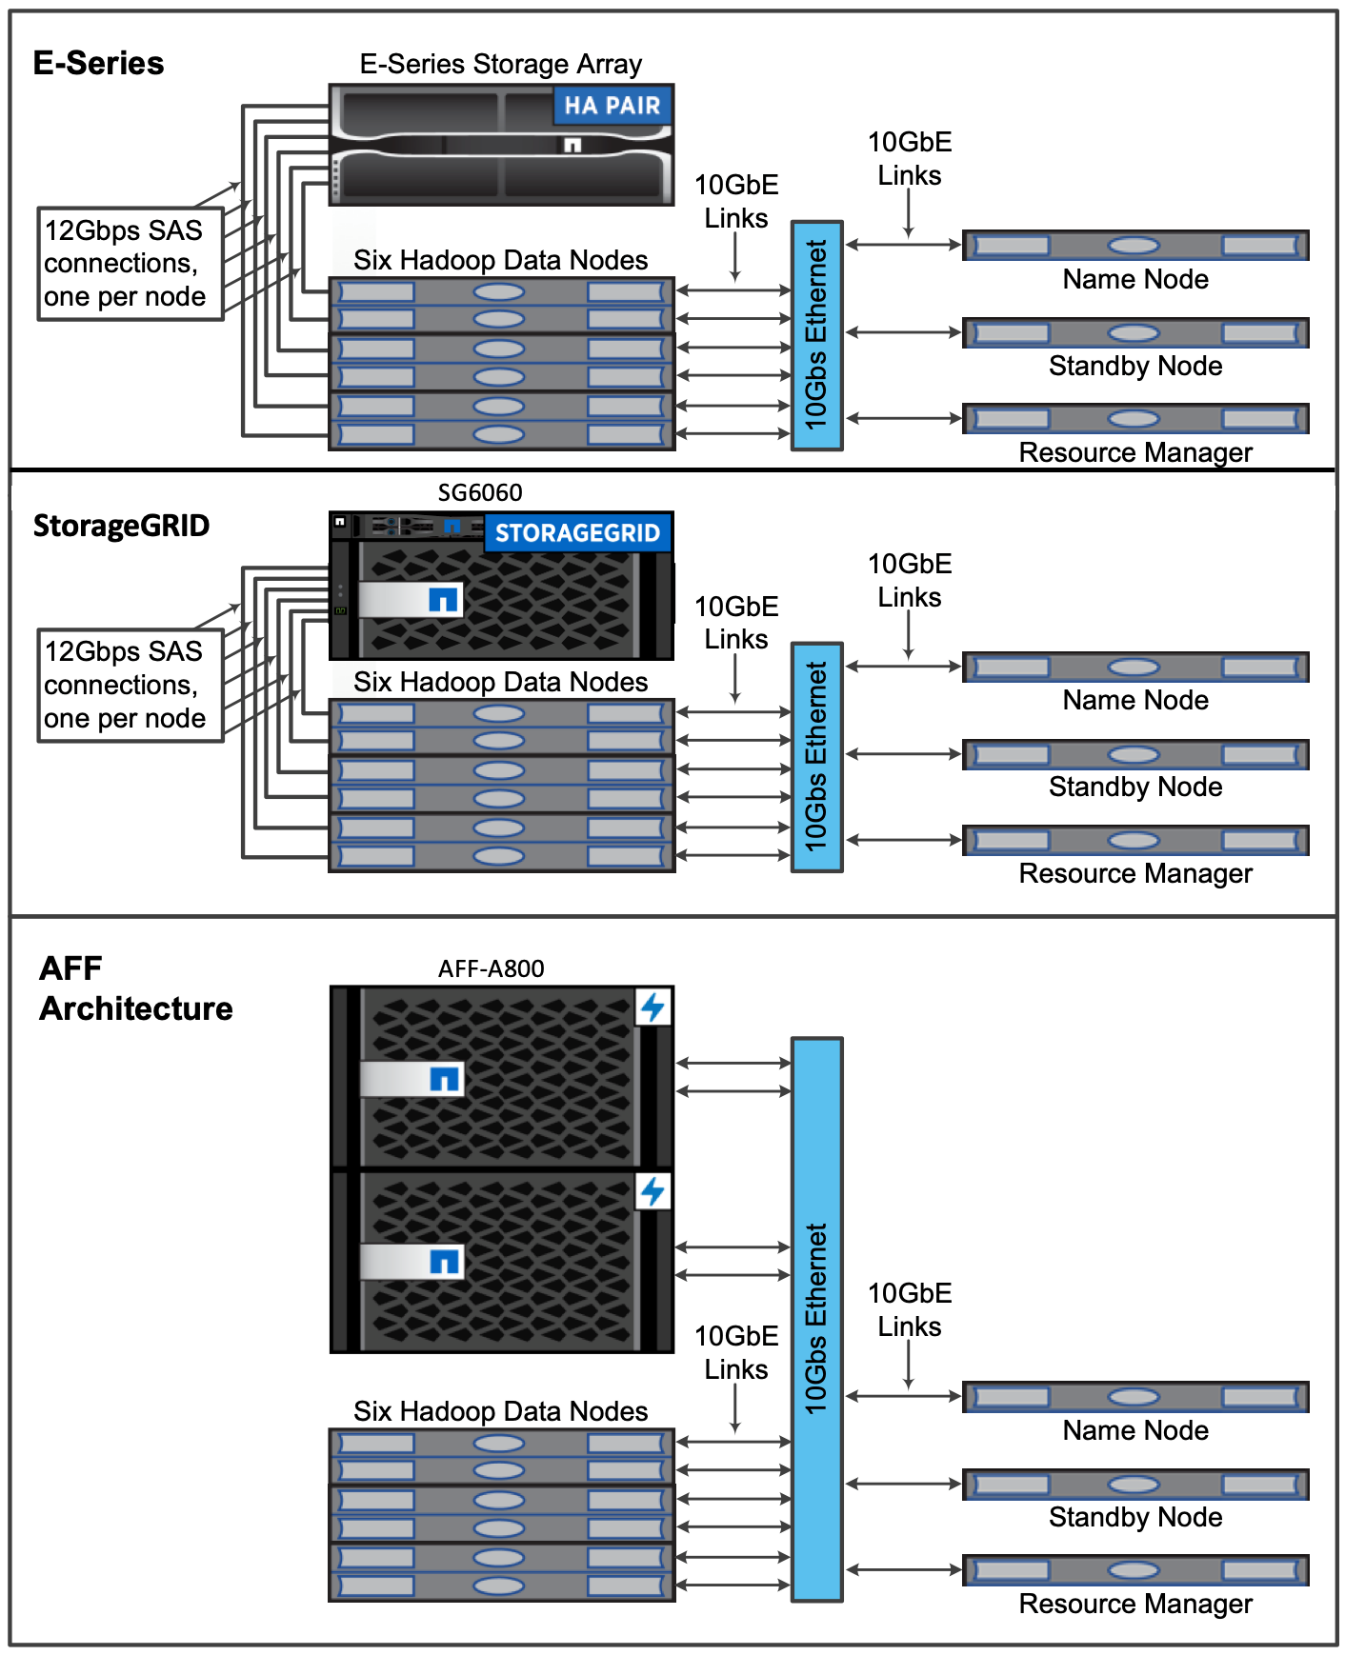 E-Series
E-Series Storage Array
HA PAIR
12Gbps SAS
connections,
one per node
Six Hadoop Data Nodes
10GbE
Links
10Gbs Ethernet
10GbE
Links
Name Node
Standby Node
Resource Manager
StorageGRID
SG6060
STORAGEGRID
12Gbps SAS
connections,
one per node
Six Hadoop Data Nodes
10GbE
Links
10Gbs Ethernet
10GbE
Links
Name Node
Standby Node
Resource Manager
AFF
Architecture
AFF-A800
Six Hadoop Data Nodes
10GbE
Links
10Gbs Ethernet
10GbE
Links
Name Node
Standby Node
Resource Manager